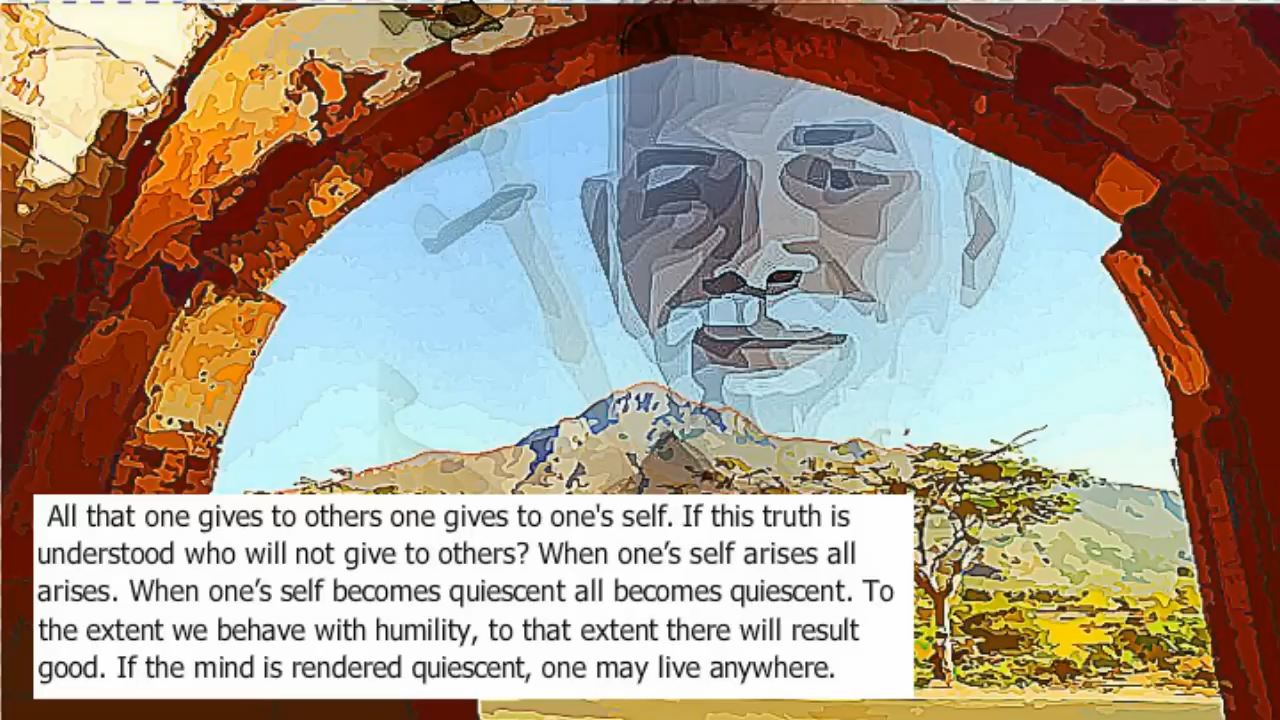 All that one gives to others one gives to one's self. If this truth is
understood who will not give to others? When one’s self arises all
arises. When one’s self becomes quiescent all becomes quiescent. To
the extent we behave with humility, to that extent there will result
good. If the mind is rendered quiescent, one may live anywhere.